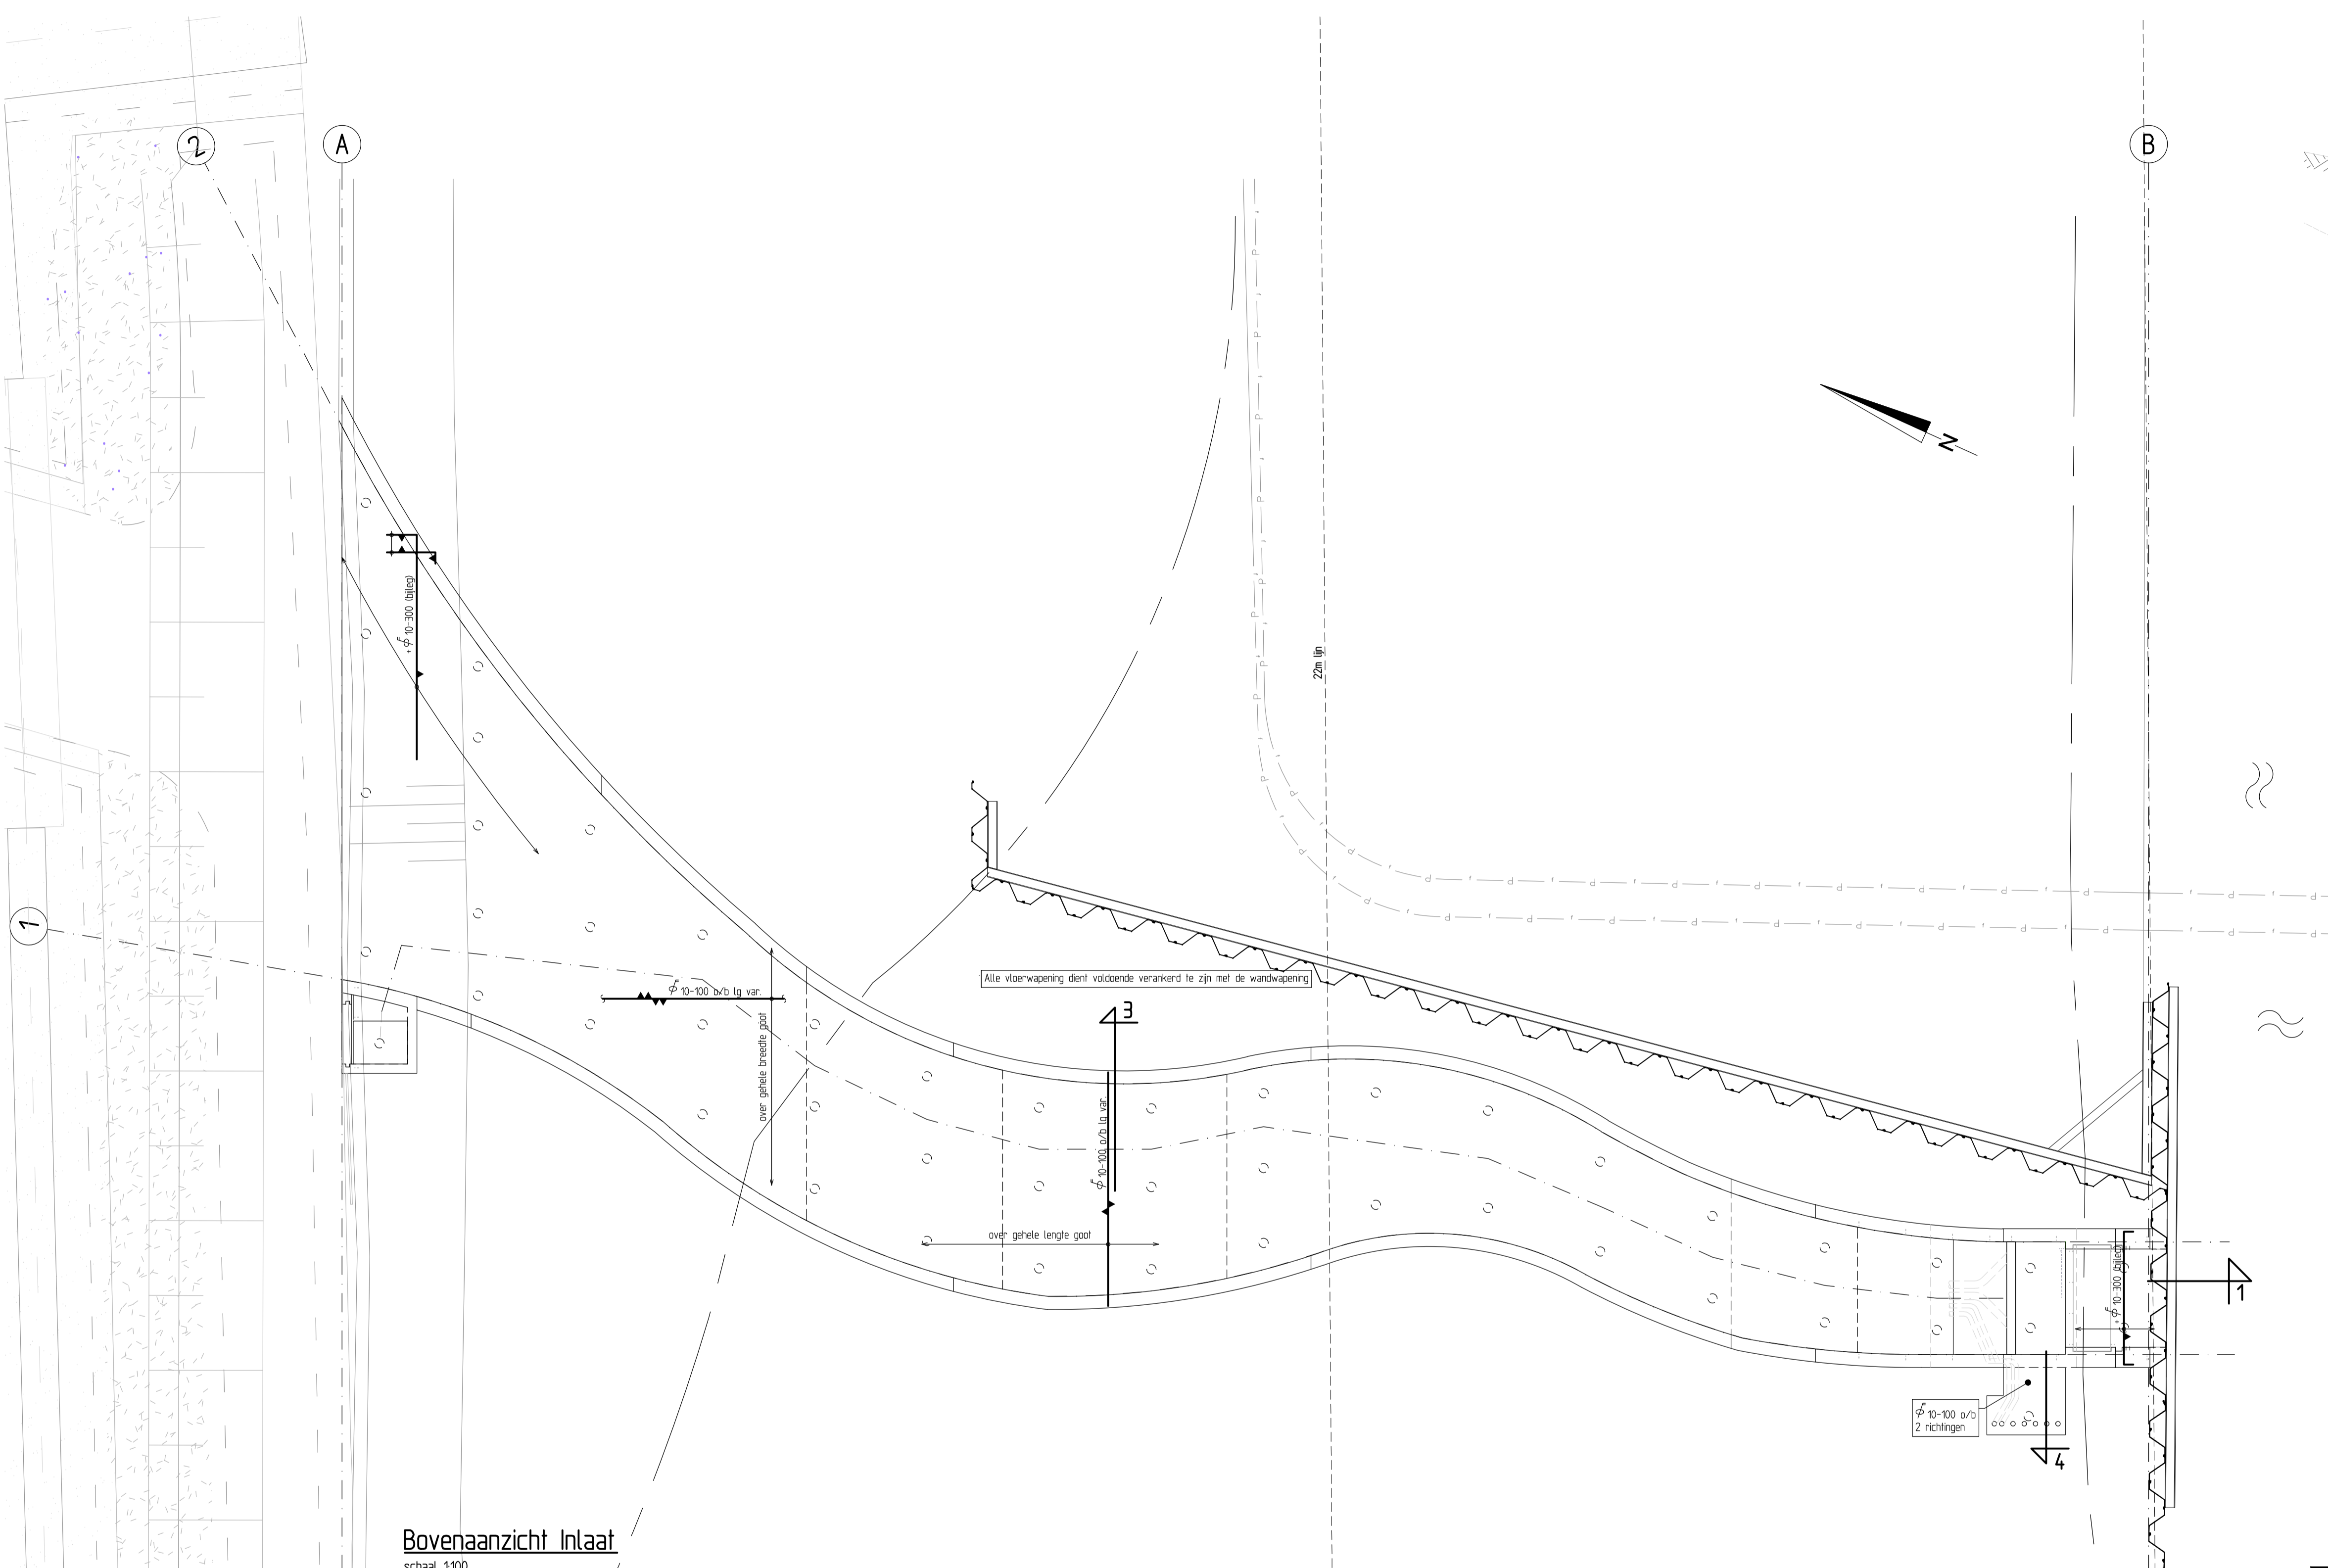 2
A
B
N
+ ø 10-300 (bijleg)
22m lijn
1
Alle vloerwapening dient voldoende verankerd te zijn met de wandwapening
ø 10-100 o/b lg var.
over gehele breedte goot
3
ø 10-100 o/b lg var.
over gehele lengte goot
+ ø 10-300 (bijleg)
1
ø 10-100 o/b
2 richtingen
4
Bovenaanzicht Inlaat
schaal 1:100